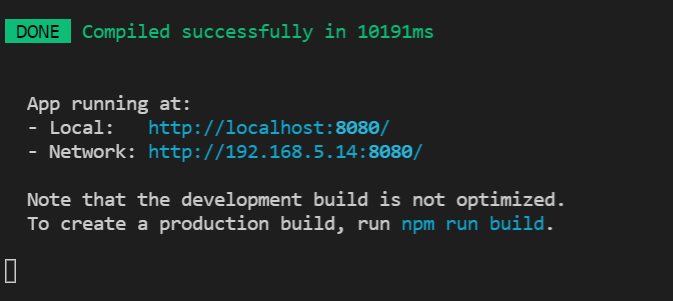 DONE Compiled successfully in 10191ms
App running at:
- Local: http://localhost:8080/
- Network: http://192.168.5.14:8080/
Note that the development build is not optimized.
To create a production build, run npm run build.